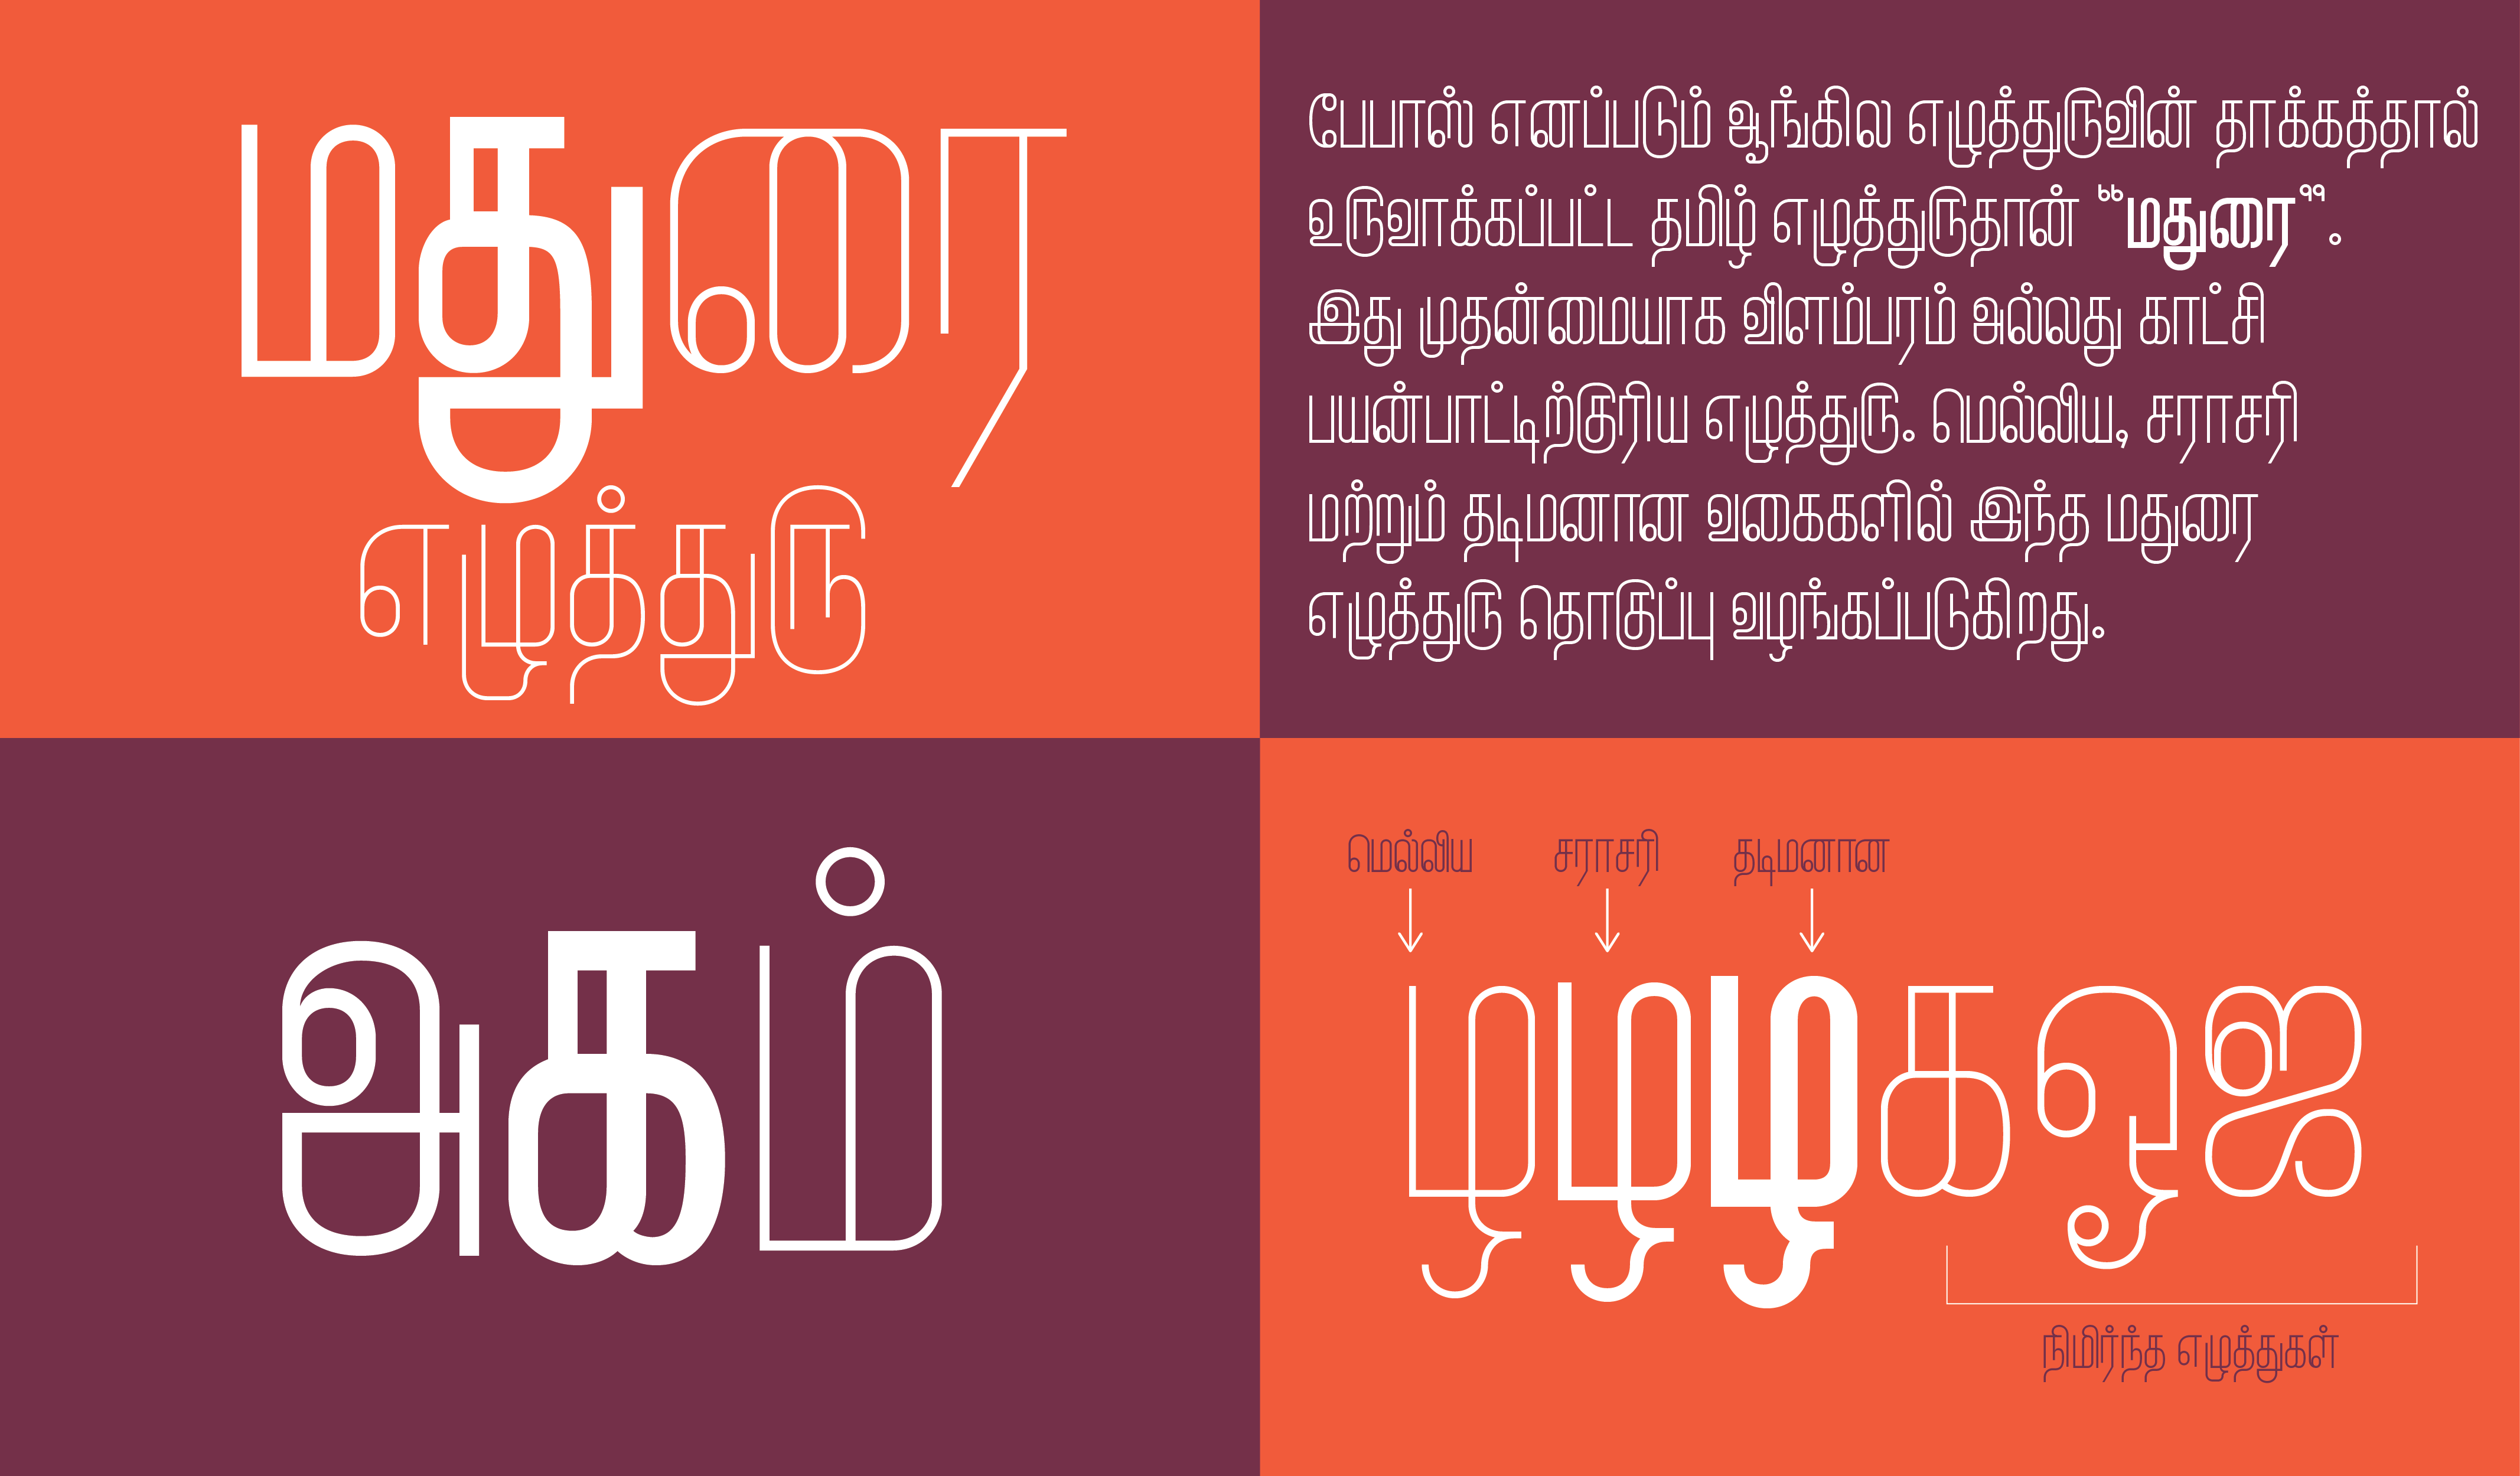 மதுரை
எழுத்துரு
பேபாஸ் எனப்படும் ஆங்கில எழுத்துருவின் தாக்கத்தால்
உருவாக்கப்பட்ட தமிழ் எழுத்துருதான் “மதுரை”.
இது முதன்மையாக விளம்பரம் அல்லது காட்சி
பயன்பாட்டிற்குரிய எழுத்துரு. மெல்லிய, சராசரி
மற்றும் தடிமனான வகைகளில் இந்த மதுரை
எழுத்துரு தொகுப்பு வழங்கப்படுகிறது.
அகம்
மெல்லிய சராசரி தடிமனான
ழழழகஓஜ
நிமிர்ந்த எழுத்துகள்